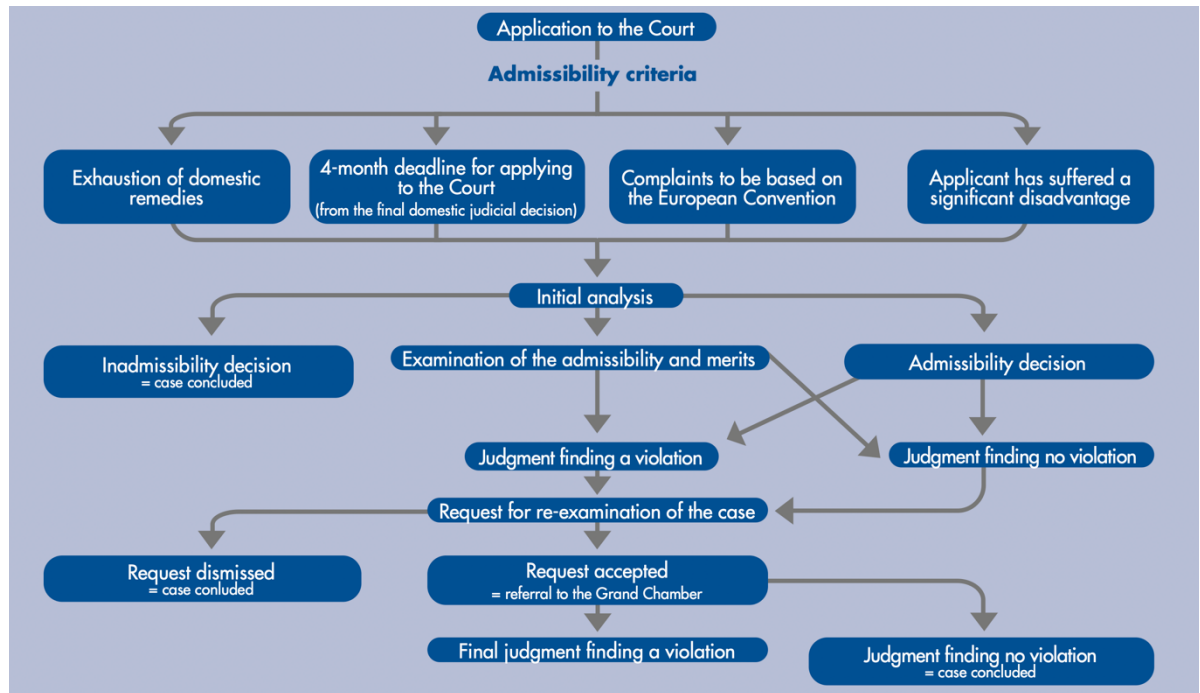 Application to the Court
Admissibility criteria
Exhaustion of domestic
remedies
4-month deadline for applying
to the Court
(from the final domestic judicial decision)
Complaints to be based on
the European Convention
Applicant has suffered a
significant disadvantage
Initial analysis
Inadmissibility decision
= case concluded
Examination of the admissibility and merits
Admissibility decision
Judgment finding a violation
Judgment finding no violation
Request for re-examination of the case
Request dismissed
= case conluded
Request accepted
= referral to the Grand Chamber
Final judgment finding a violation
Judgment finding no violation
= case concluded